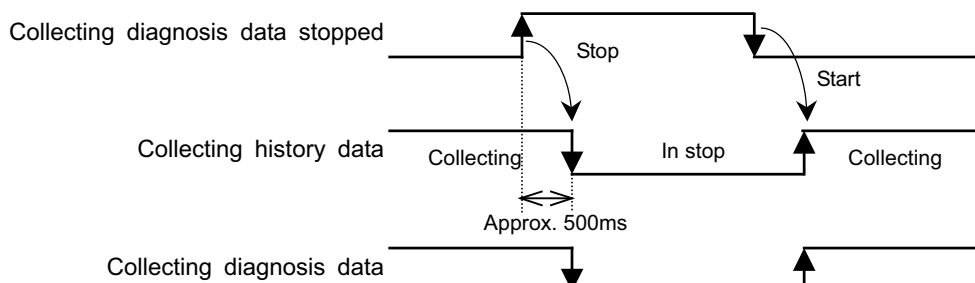 Collecting diagnosis data stopped
Stop
Start
Collecting history data
Collecting
In stop
Collecting
Approx. 500ms
Collecting diagnosis data